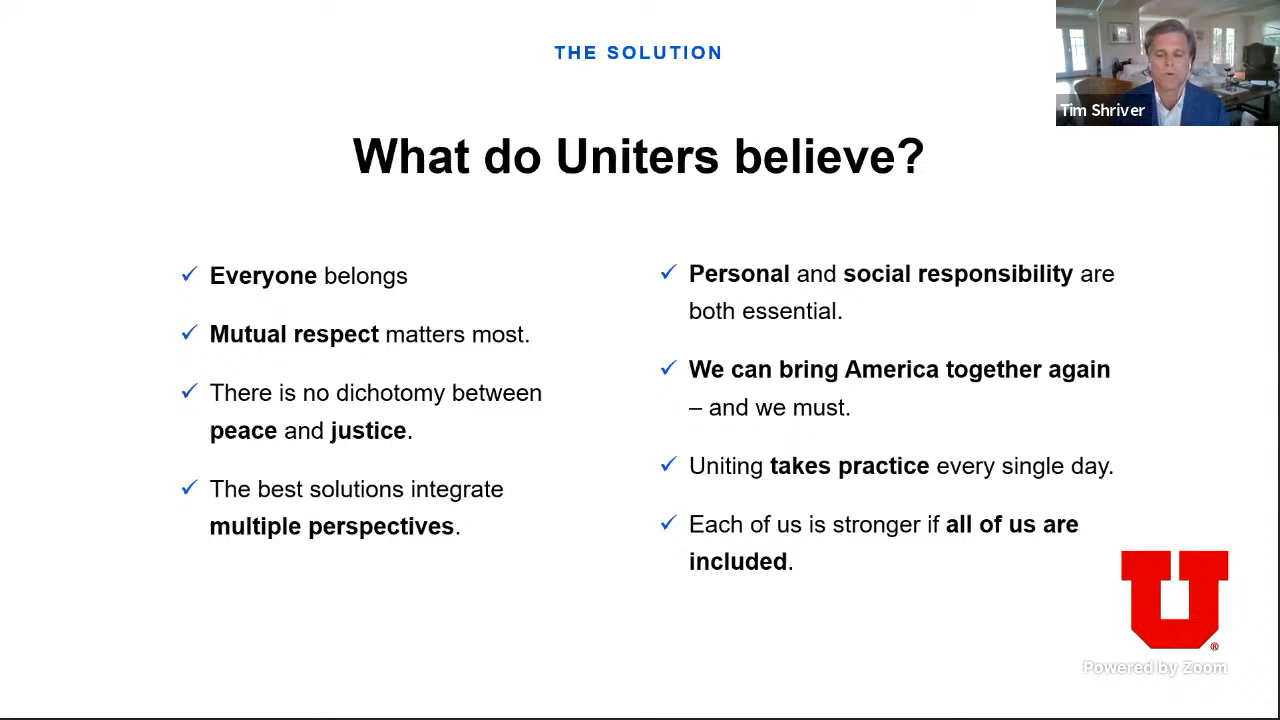 THE SOLUTION
Tim Shriver
What do Uniters believe?
✓ Everyone belongs
✓ Mutual respect matters most.
✓ There is no dichotomy between
peace and justice.
✓ The best solutions integrate
multiple perspectives.
✓ Personal and social responsibility are
both essential.
✓ We can bring America together again
– and we must.
✓ Uniting takes practice every single day.
✓ Each of us is stronger if all of us are
included.
U
®
Powered by Zoom